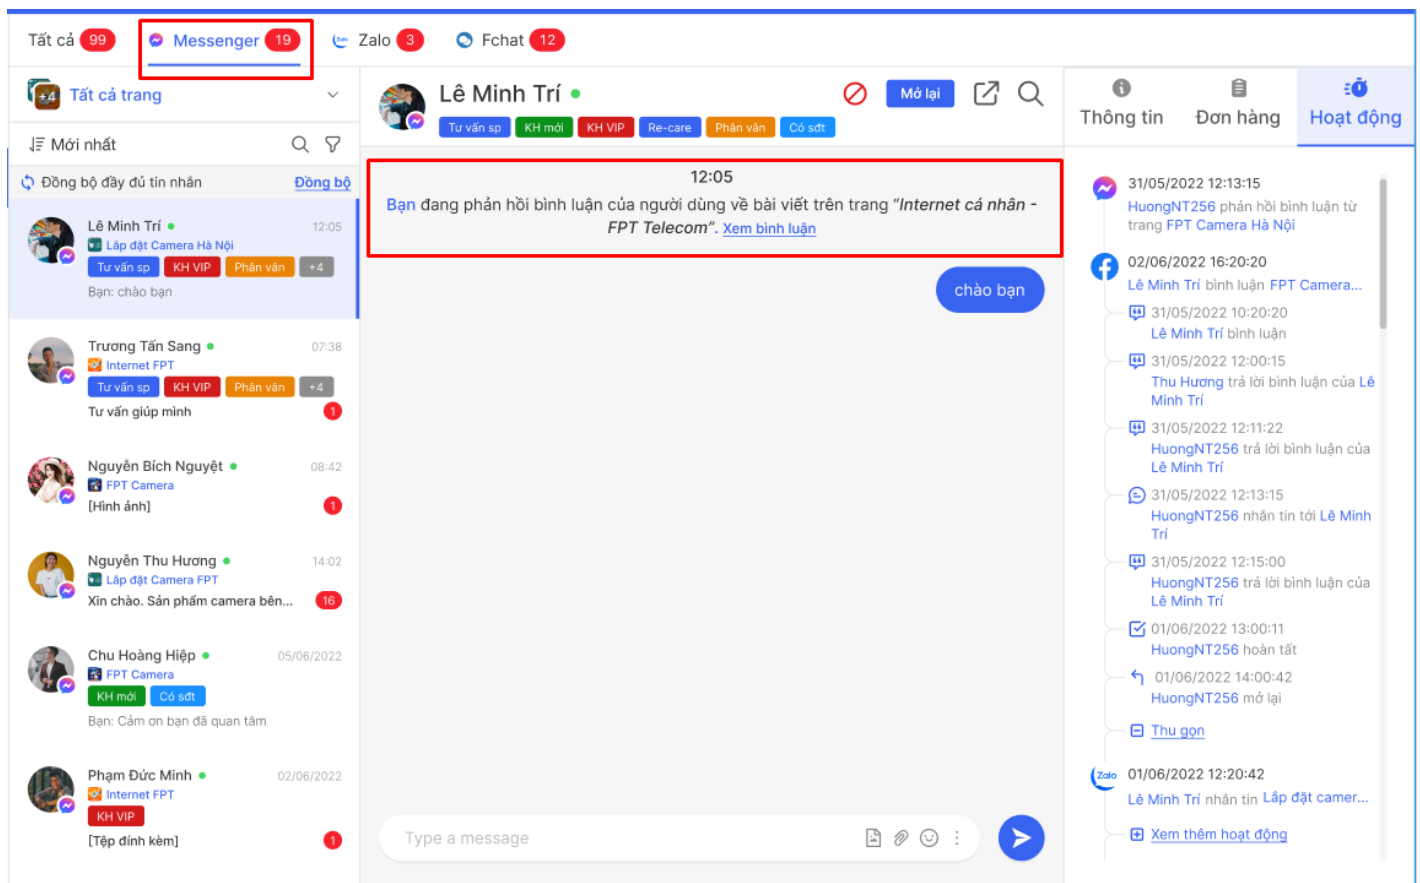 Tất cả 99
Messenger 19
Zalo 3
Fchat 12
+4 Tất cả trang
Mới nhất
Đồng bộ đầy đủ tin nhắn Đồng bộ
Lê Minh Trí 12:05
Lắp đặt Camera Hà Nội
Tư vấn sp KH VIP Phân vân +4
Bạn: chào bạn
Trương Tấn Sang 07:38
Internet FPT
Tư vấn sp KH VIP Phân vân +4
Tư vấn giúp mình 1
Nguyễn Bích Nguyệt 08:42
FPT Camera
[Hình ảnh] 1
Nguyễn Thu Hương 14:02
Lắp đặt Camera FPT
Xin chào. Sản phẩm camera bên... 16
Chu Hoàng Hiệp 05/06/2022
FPT Camera
KH mới Có sđt
Bạn: Cảm ơn bạn đã quan tâm
Phạm Đức Minh 02/06/2022
Internet FPT
KH VIP
[Tệp đính kèm] 1
Lê Minh Trí
Mở lại
Tư vấn sp KH mới KH VIP Re-care Phân vân Có sđt
12:05
Bạn đang phản hồi bình luận của người dùng về bài viết trên trang "Internet cá nhân -
FPT Telecom". Xem bình luận
chào bạn
Type a message
Thông tin
Đơn hàng
Hoạt động
31/05/2022 12:13:15
HuongNT256 phản hồi bình luận từ
trang FPT Camera Hà Nội
02/06/2022 16:20:20
Lê Minh Trí bình luận FPT Camera...
31/05/2022 10:20:20
Lê Minh Trí bình luận
31/05/2022 12:00:15
Thu Hương trả lời bình luận của Lê
Minh Trí
31/05/2022 12:11:22
HuongNT256 trả lời bình luận của
Lê Minh Trí
31/05/2022 12:13:15
HuongNT256 nhắn tin tới Lê Minh
Trí
31/05/2022 12:15:00
HuongNT256 trả lời bình luận của
Lê Minh Trí
01/06/2022 13:00:11
HuongNT256 hoàn tất
01/06/2022 14:00:42
HuongNT256 mở lại
Thu gọn
Zalo 01/06/2022 12:20:42
Lê Minh Trí nhắn tin Lắp đặt camer...
Xem thêm hoạt động